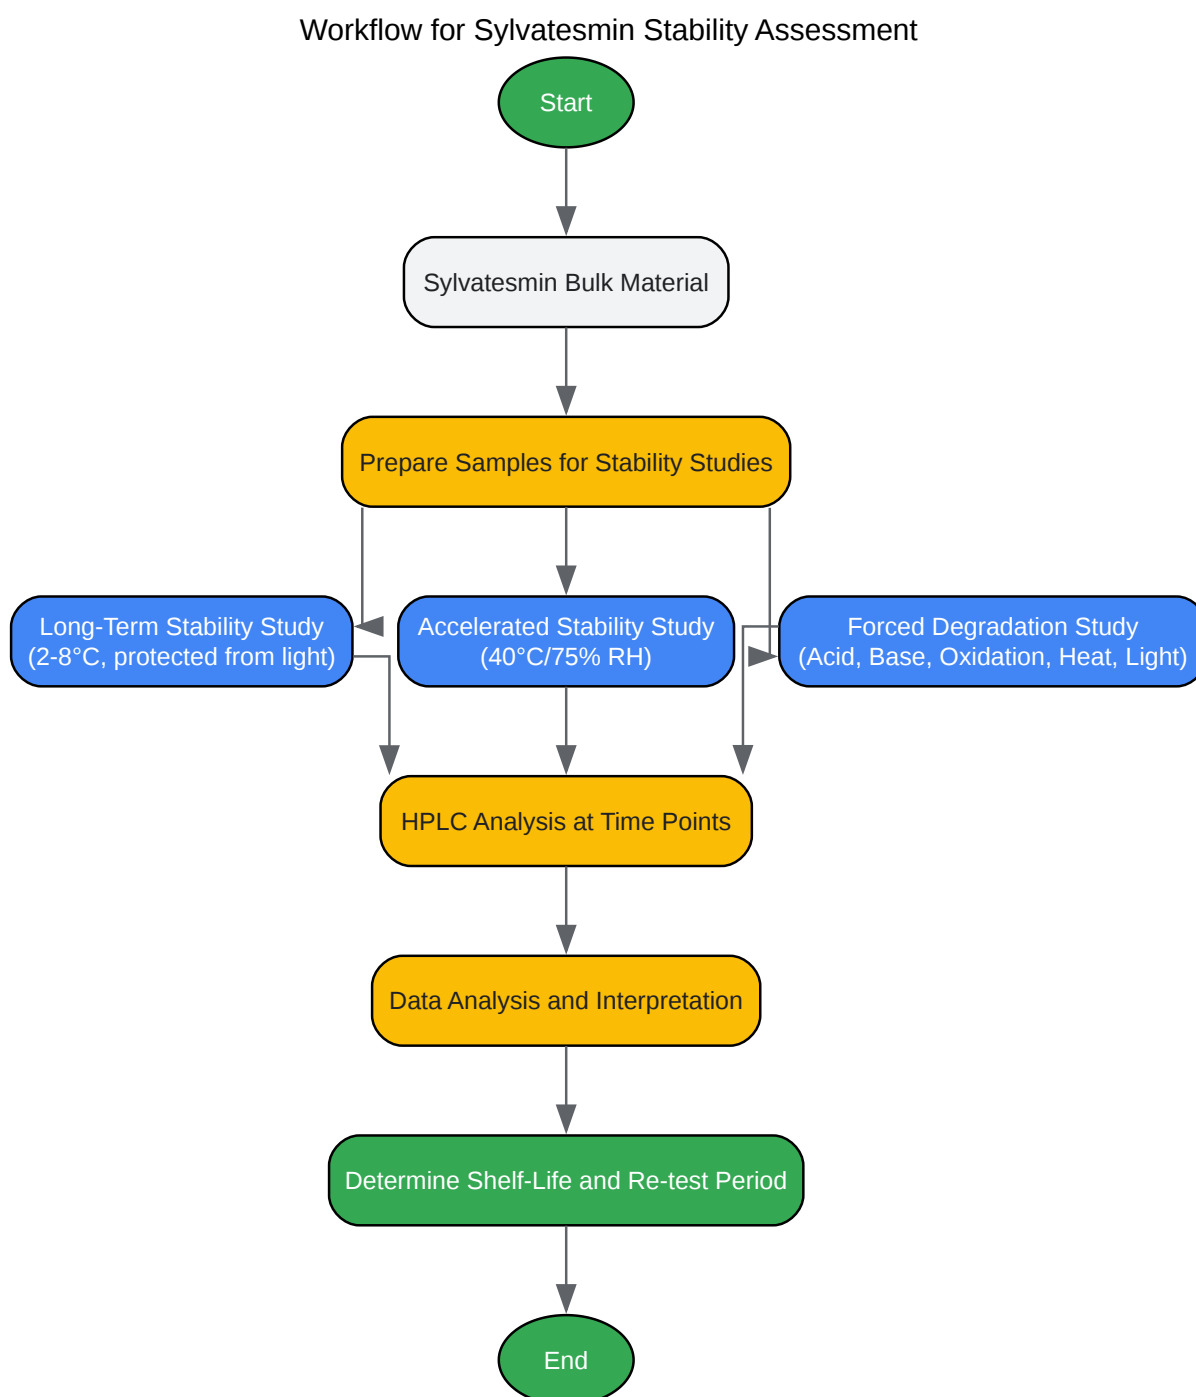 Workflow for Sylvatesmin Stability Assessment
Start
Sylvatesmin Bulk Material
Prepare Samples for Stability Studies
Long-Term Stability Study
(2-8°C, protected from light)
Accelerated Stability Study
(40°C/75% RH)
Forced Degradation Study
(Acid, Base, Oxidation, Heat, Light)
HPLC Analysis at Time Points
Data Analysis and Interpretation
Determine Shelf-Life and Re-test Period
End